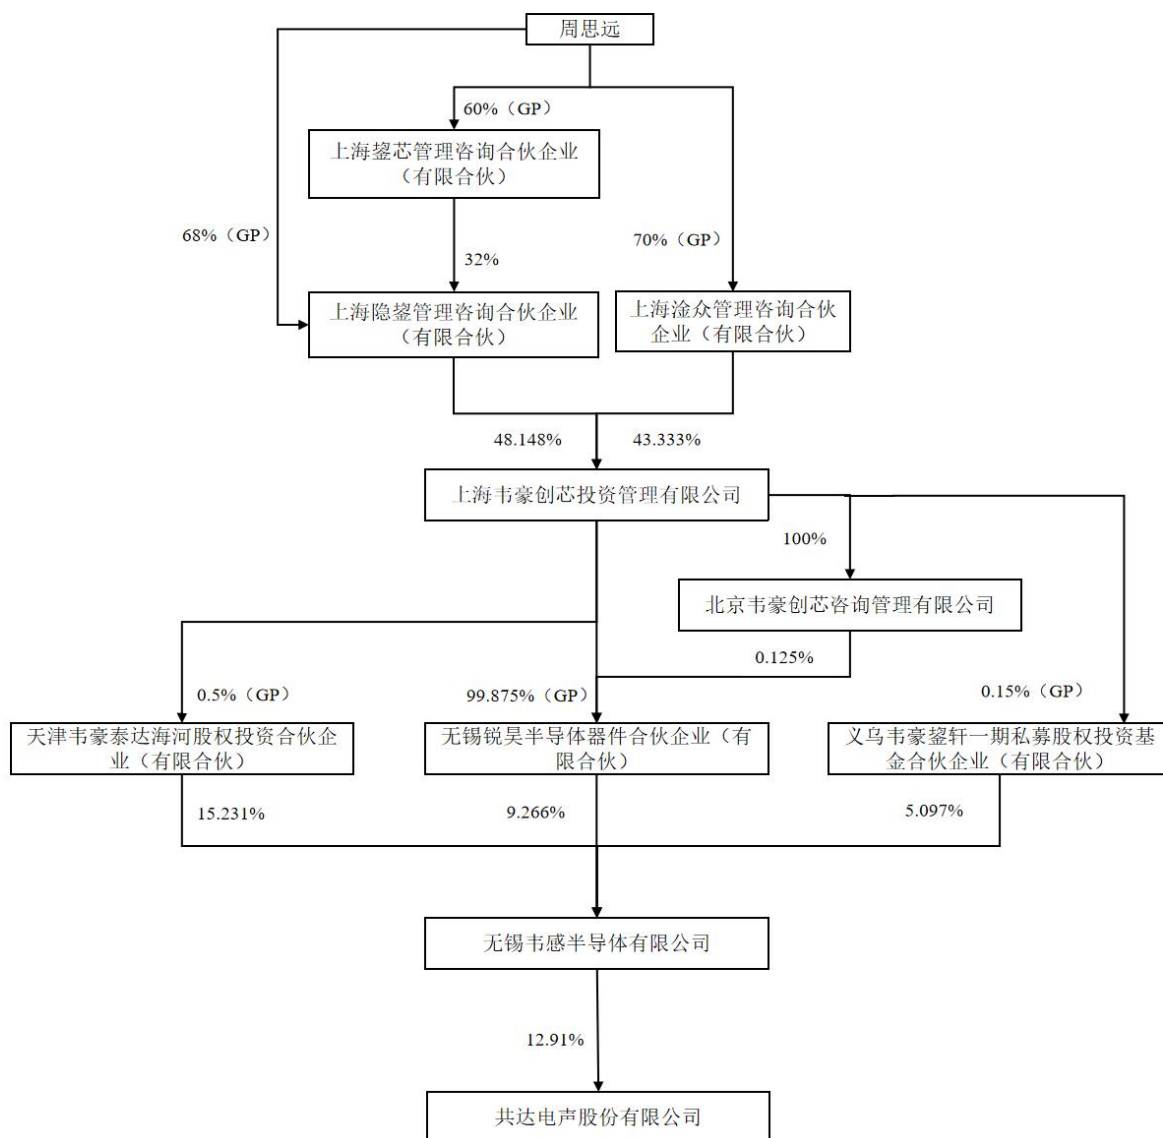 周思远
60%（GP）
上海鋆芯管理咨询合伙企业
（有限合伙）
68%（GP）
70%（GP）
32%
上海隐鋆管理咨询合伙企业
（有限合伙）
上海淦众管理咨询合伙
企业（有限合伙）
48.148%
43.333%
上海韦豪创芯投资管理有限公司
100%
北京韦豪创芯咨询管理有限公司
0.125%
0.5%（GP）
99.875%（GP）
0.15%（GP）
天津韦豪泰达海河股权投资合伙企
业（有限合伙）
无锡锐昊半导体器件合伙企业（有
限合伙）
义乌韦豪鋆轩一期私募股权投资基
金合伙企业（有限合伙）
15.231%
9.266%
5.097%
无锡韦感半导体有限公司
12.91%
共达电声股份有限公司